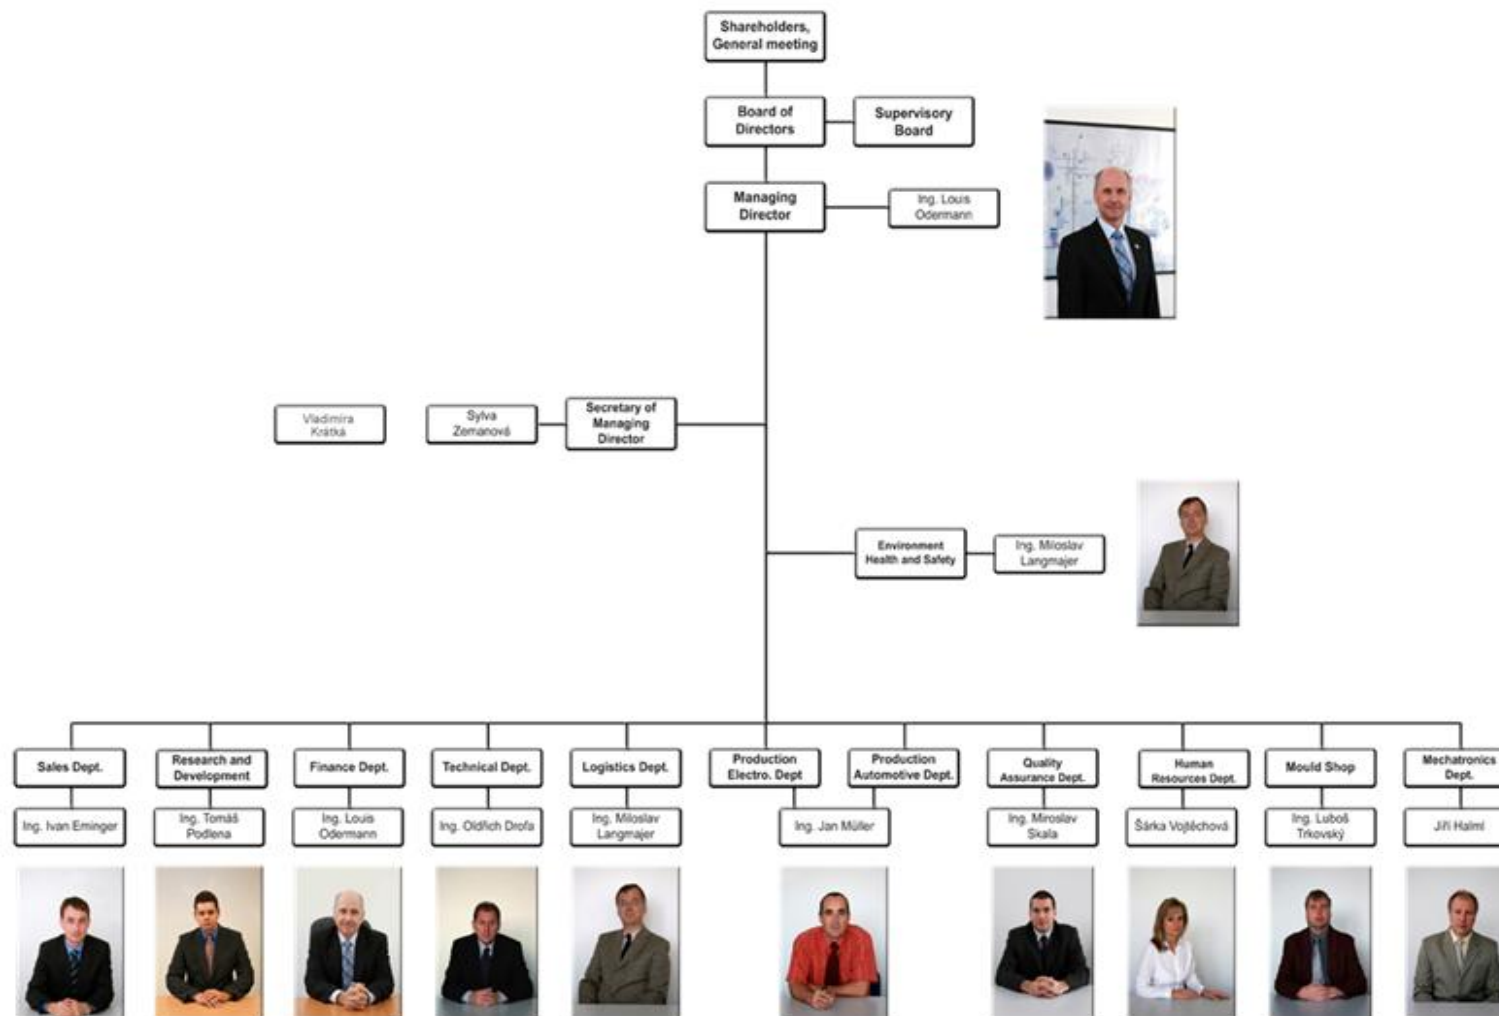 Shareholders,
General meeting
Board of
Directors
Supervisory
Board
Managing
Director
Ing. Louis
Odermann
Vladimíra
Krátká
Sylva
Zemanová
Secretary of
Managing
Director
Environment
Health and Safety
Ing. Miloslav
Langmajer
Sales Dept.
Research and
Development
Finance Dept.
Technical Dept.
Logistics Dept.
Production
Electro. Dept
Production
Automotive Dept.
Quality
Assurance Dept.
Human
Resources Dept.
Mould Shop
Mechatronics
Dept.
Ing. Ivan Eminger
Ing. Tomáš
Podlena
Ing. Louis
Odermann
Ing. Oldřich Drofa
Ing. Miloslav
Langmajer
Ing. Jan Müller
Ing. Miroslav
Skala
Šárka Vojtěchová
Ing. Luboš
Trkovský
Jiří Halml